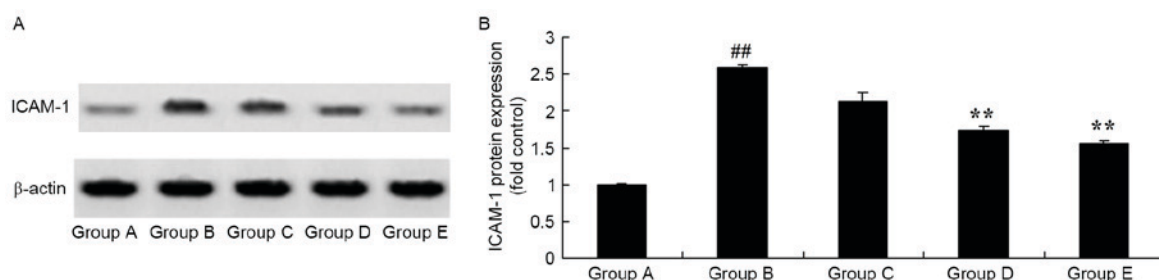 A
ICAM-1
β-actin
Group A Group B Group C Group D Group E
B
ICAM-1 protein expression
(fold control)
3
2.5
2
1.5
1
0.5
0
##
**
**
Group A Group B Group C Group D Group E